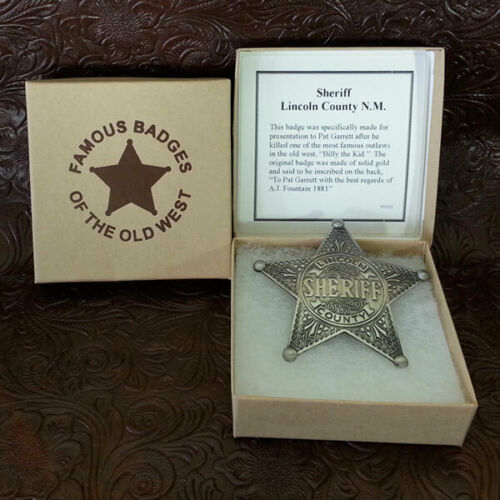 FAMOUS BADGES
OF THE OLD WEST
Sheriff
Lincoln County N.M.
This badge was specifically made for
presentation to Pat Garrett after he
killed one of the most famous outlaws
in the old west, "Billy the Kid." The
original badge was made of solid gold
and said to be inscribed on the back,
"To Pat Garrett with the best regards of
A.J. Fountain 1881"
LINCOLN
SHERIFF
COUNTY